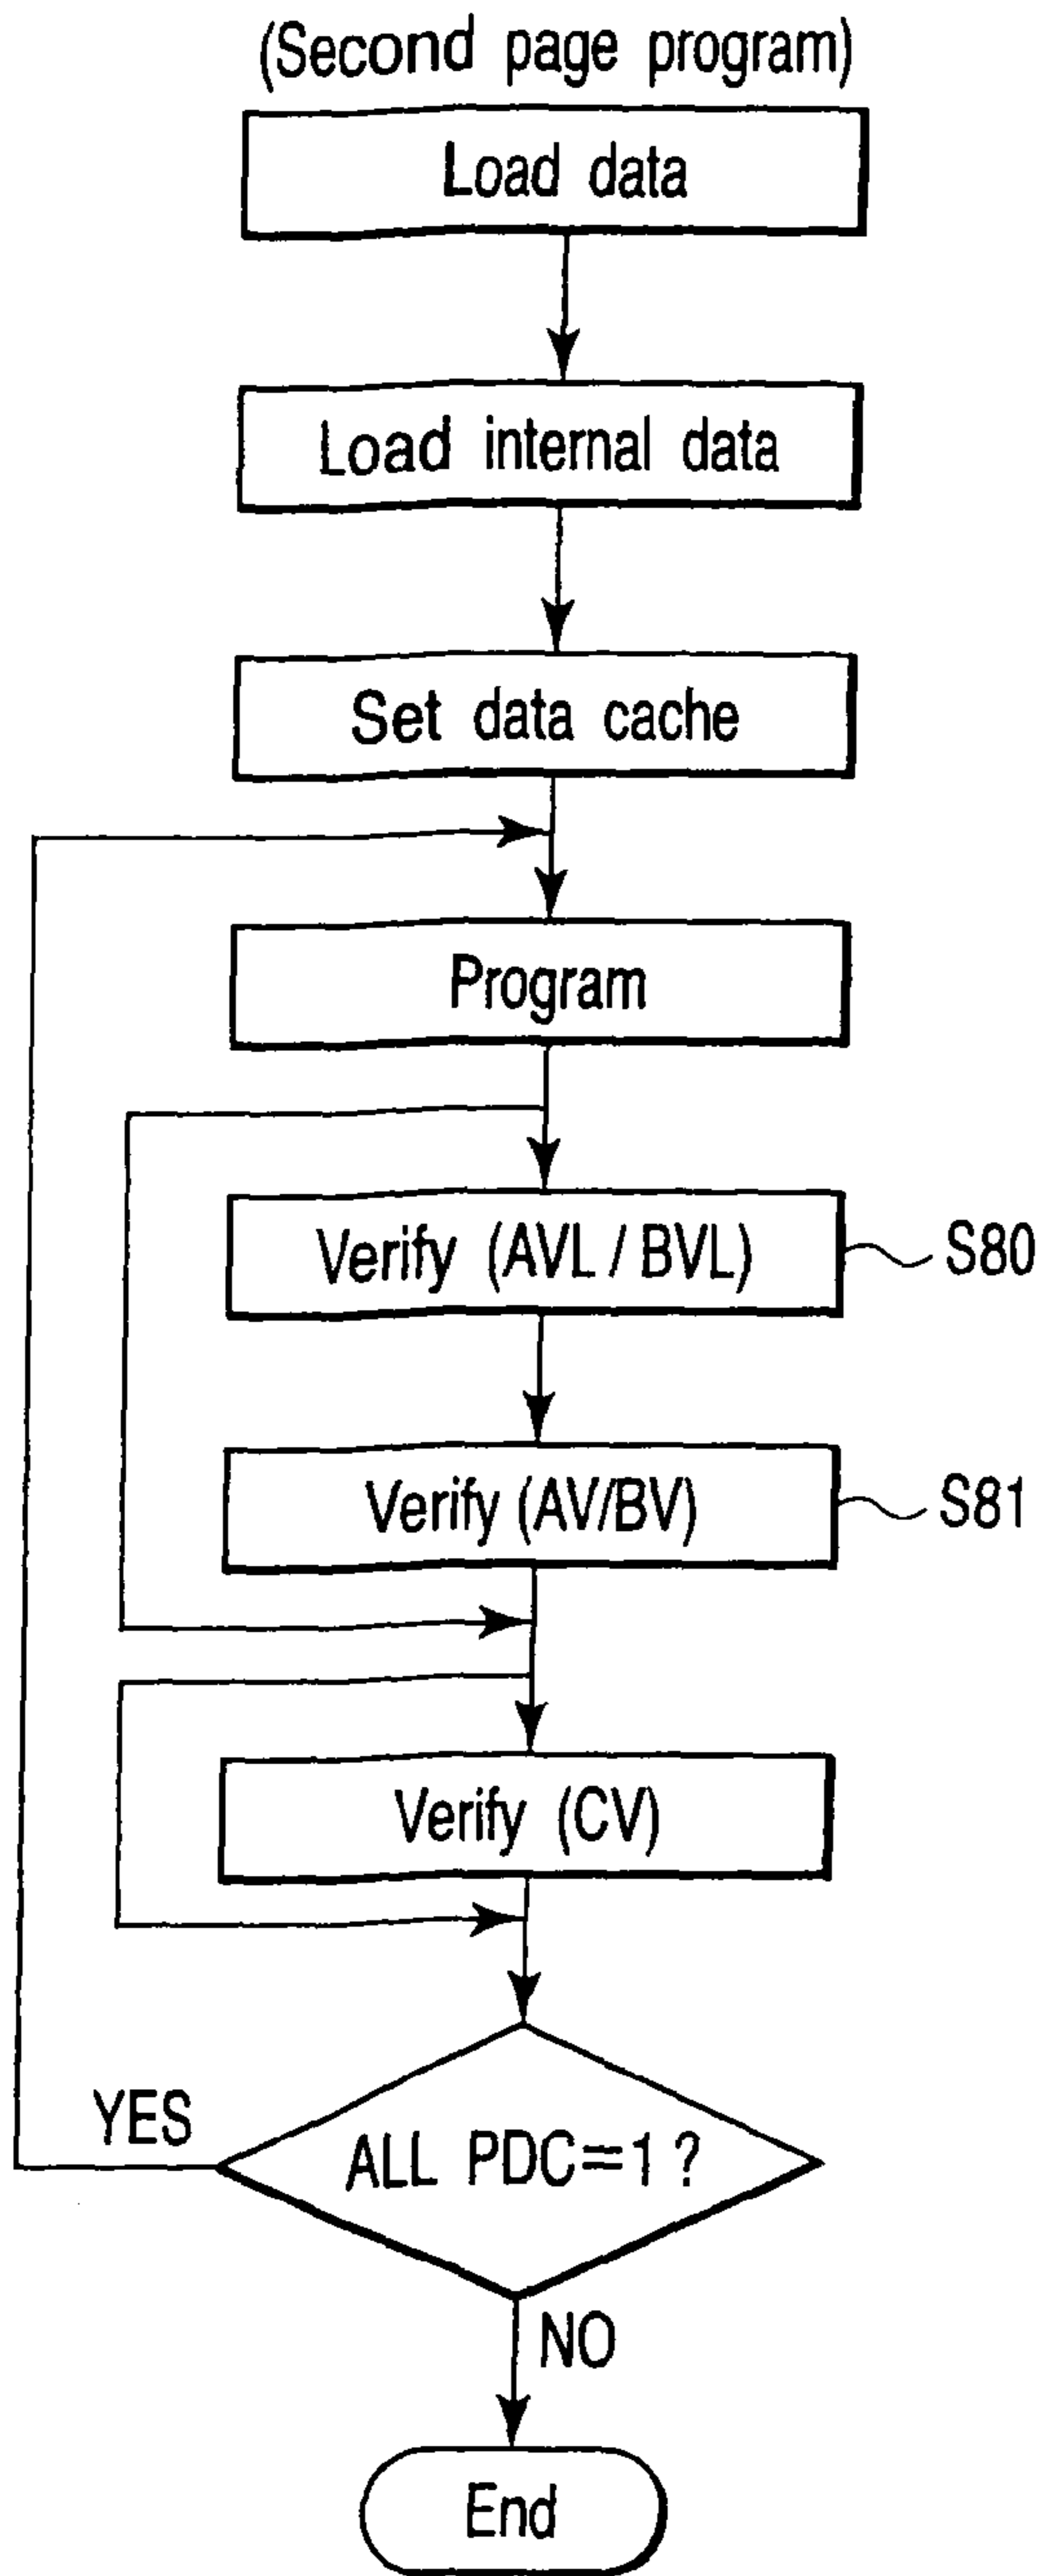 (Second page program)
Load data
Load internal data
Set data cache
Program
Verify (AVL / BVL)
S80
Verify (AV/BV)
S81
Verify (CV)
YES
ALL PDC=1 ?
NO
End